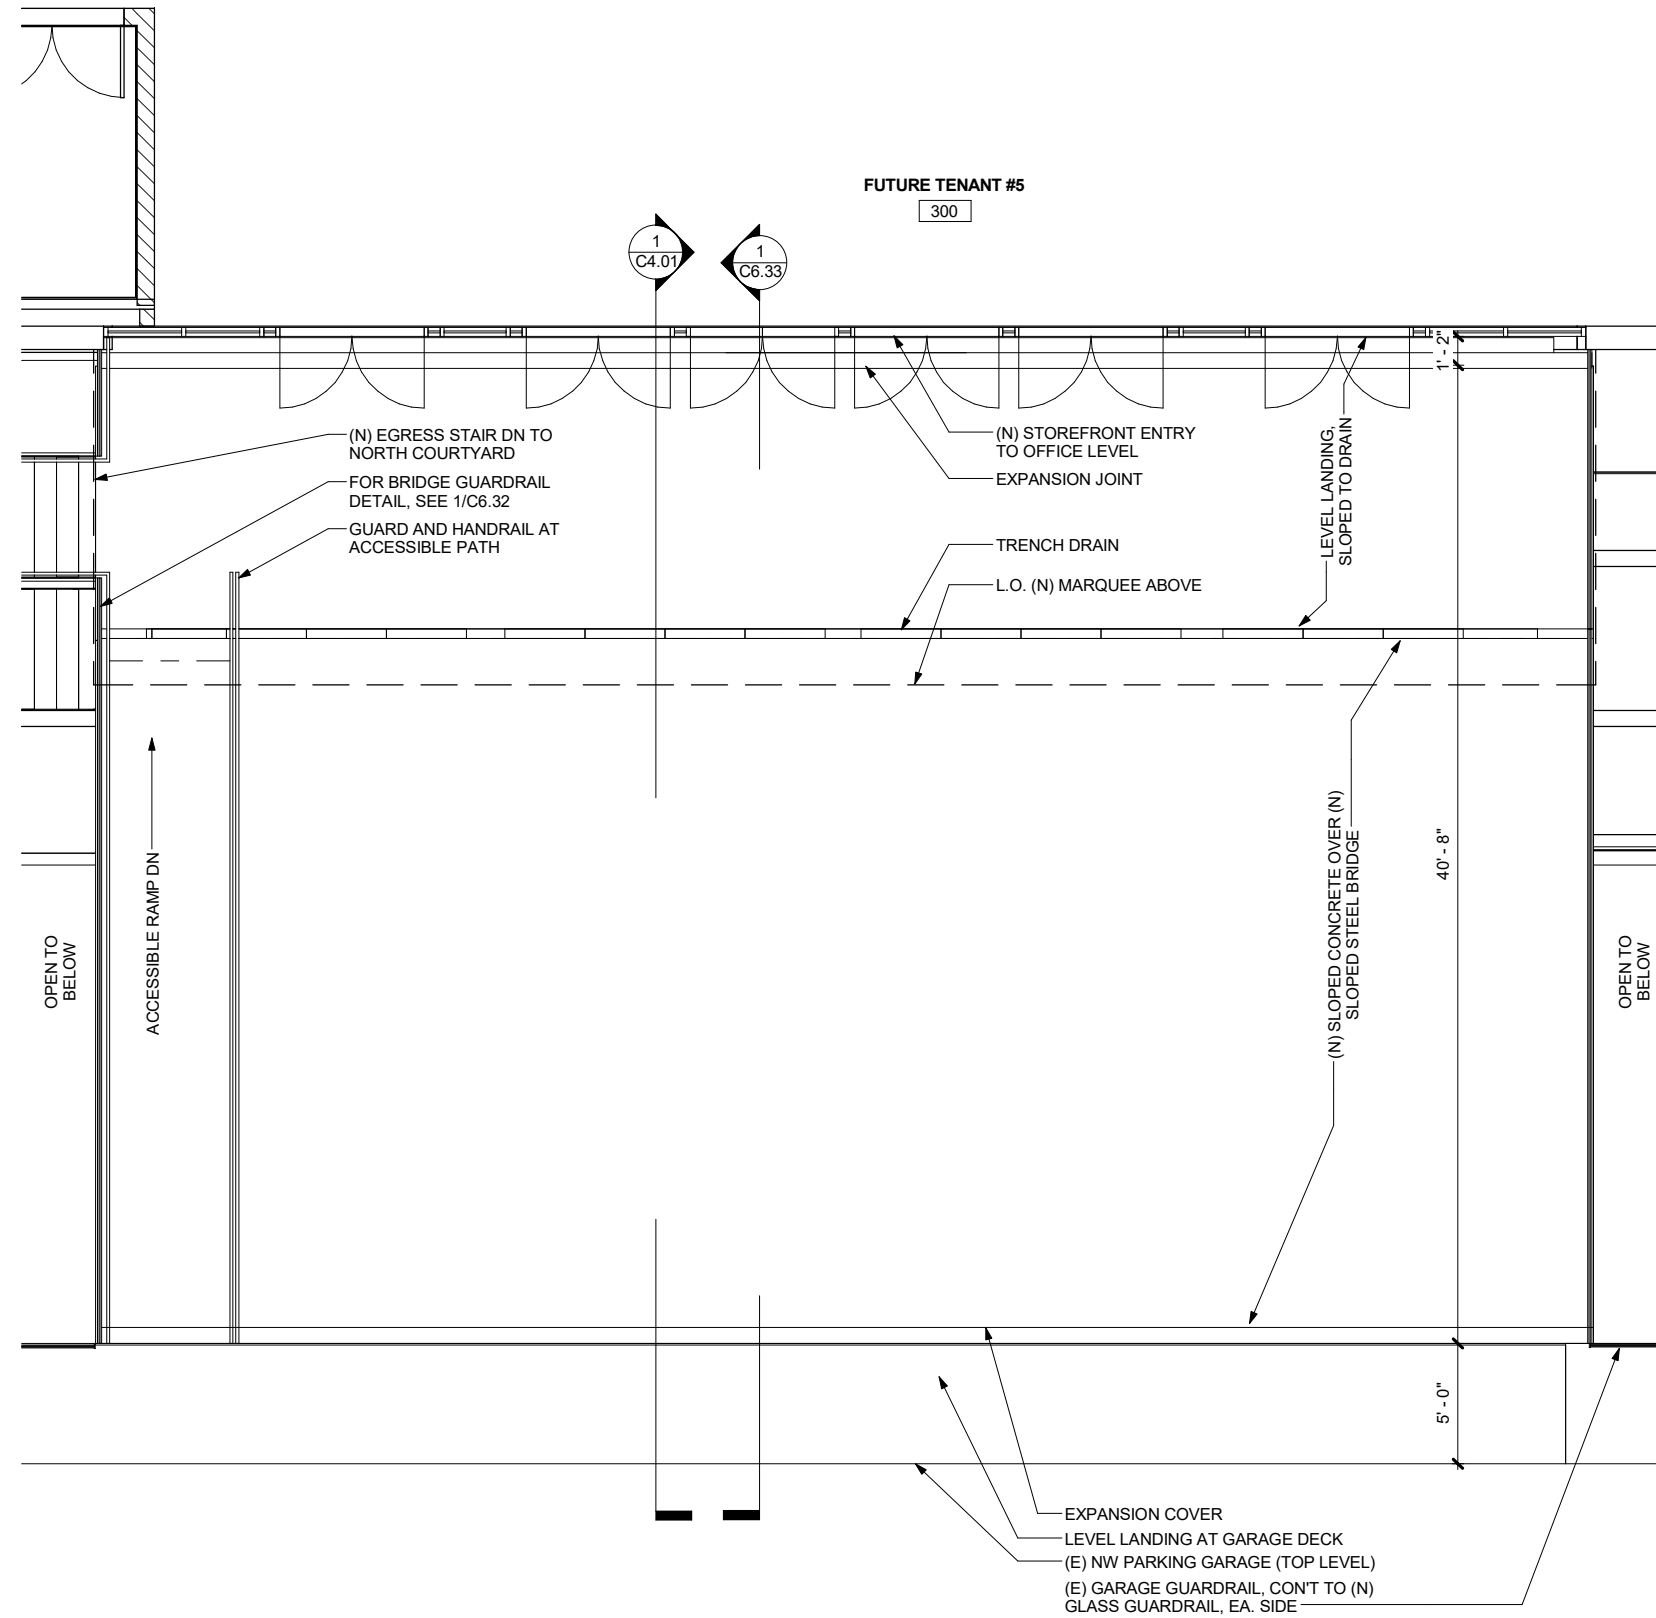 FUTURE TENANT #5
300
1
C4.01
1
C6.33
1' - 2"
(N) EGRESS STAIR DN TO
NORTH COURTYARD
FOR BRIDGE GUARDRAIL
DETAIL, SEE 1/C6.32
GUARD AND HANDRAIL AT
ACCESSIBLE PATH
(N) STOREFRONT ENTRY
TO OFFICE LEVEL
EXPANSION JOINT
TRENCH DRAIN
L.O. (N) MARQUEE ABOVE
LEVEL LANDING,
SLOPED TO DRAIN
ACCESSIBLE RAMP DN
OPEN TO
BELOW
(N) SLOPED CONCRETE OVER (N)
SLOPED STEEL BRIDGE
40' - 8"
OPEN TO
BELOW
5' - 0"
EXPANSION COVER
LEVEL LANDING AT GARAGE DECK
(E) NW PARKING GARAGE (TOP LEVEL)
(E) GARAGE GUARDRAIL, CON'T TO (N)
GLASS GUARDRAIL, EA. SIDE